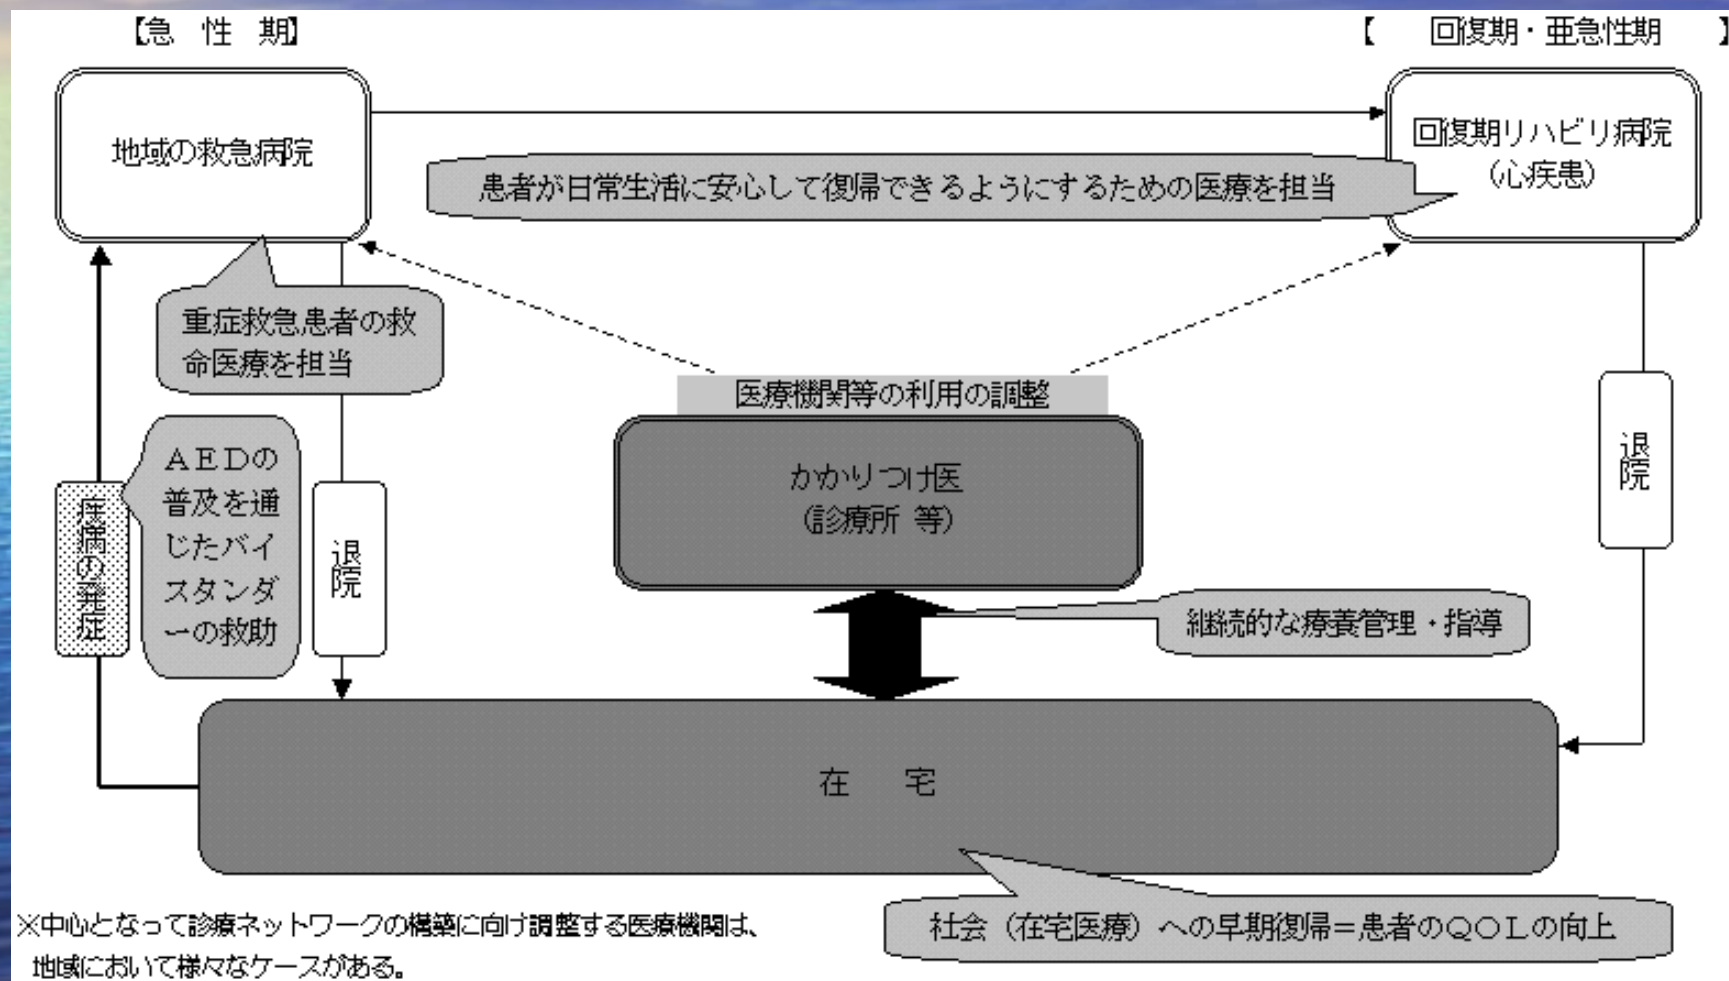 【急 性 期】
【 回復期・亜急性期 】
地域の救急病院
回復期リハビリ病院
(心疾患)
患者が日常生活に安心して復帰できるようにするための医療を担当
重症救急患者の救
命医療を担当
医療機関等の利用の調整
かかりつけ医
(診療所 等)
AEDの
普及を通
じたバイ
スタンダ
ーの救助
疾病の発症
退院
退院
継続的な療養管理・指導
在 宅
社会(在宅医療)への早期復帰=患者のQOLの向上
※中心となって診療ネットワークの構築に向け調整する医療機関は、
地域において様々なケースがある。